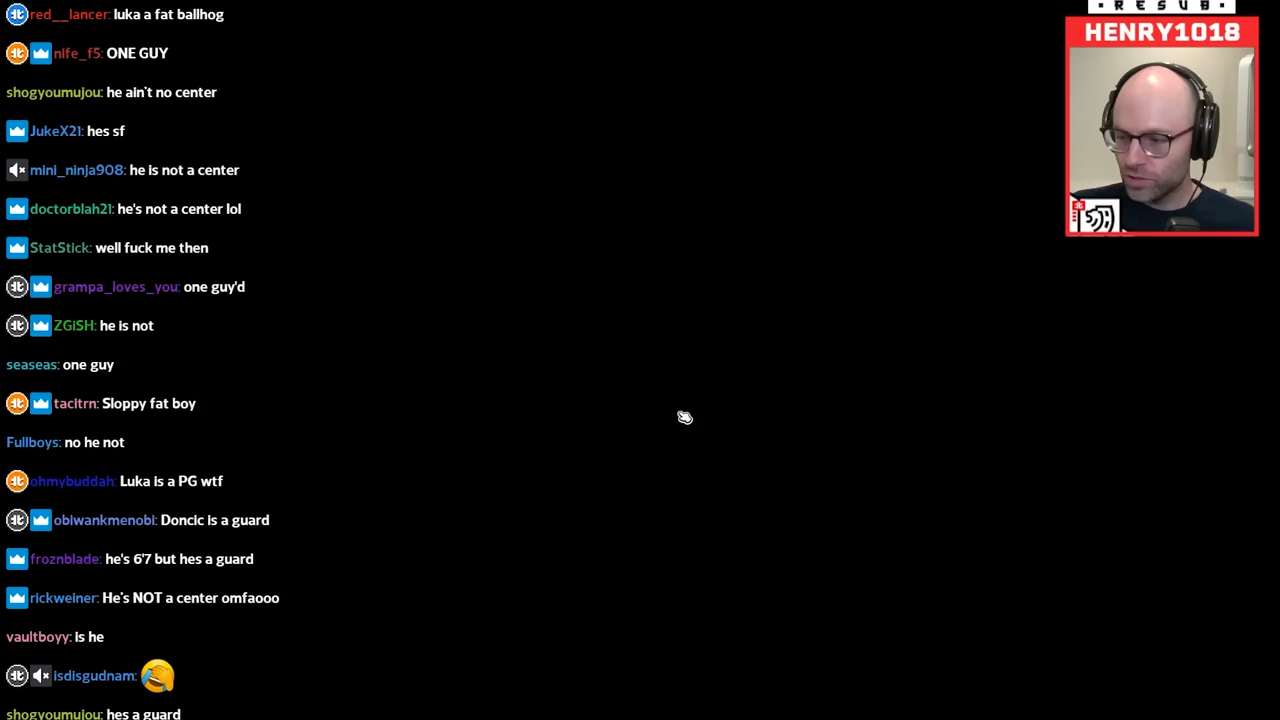 · R E S U B ·
HENRY1018
red__lancer: luka a fat ballhog
nife_f5: ONE GUY
shogyoumujou: he ain't no center
JukeX21: hes sf
mini_ninja908: he is not a center
doctorblah21: he's not a center lol
StatStick: well fuck me then
grampa_loves_you: one guy'd
ZGiSH: he is not
seaseas: one guy
tacitrn: Sloppy fat boy
Fullboys: no he not
ohmybuddah: Luka is a PG wtf
obiwankmenobi: Doncic is a guard
froznblade: he's 6'7 but hes a guard
rickweiner: He's NOT a center omfaooo
vaultboyy: is he
isdisgudnam:
shogyoumujou: hes a guard